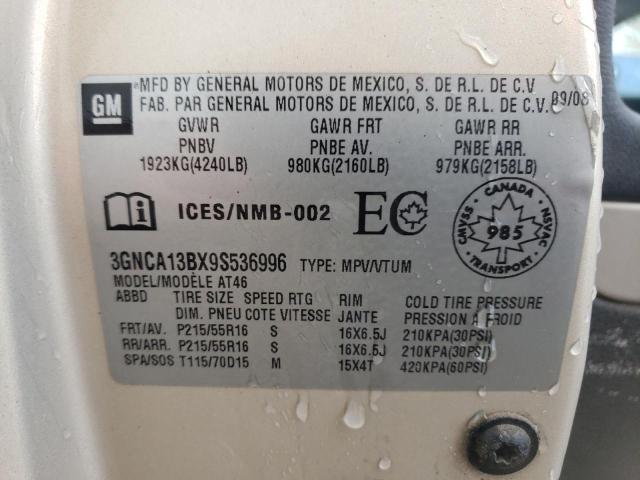 GM
MFD BY GENERAL MOTORS DE MEXICO, S. DE R.L. DE C.V.
FAB. PAR GENERAL MOTORS DE MEXICO, S. DE R.L. DE C.V. 09/08
GVWR GAWR FRT GAWR RR
PNBV PNBE AV. PNBE ARR.
1923KG(4240LB) 980KG(2160LB) 979KG(2158LB)
ICES/NMB-002 EC
CANADA
CMVSS 985 NSVAC
3GNCA13BX9S536996 TYPE: MPV/VTUM
MODEL/MODÈLE AT46
ABBD TIRE SIZE SPEED RTG RIM COLD TIRE PRESSURE
DIM. PNEU COTE VITESSE JANTE PRESSION À FROID
FRT/AV. P215/55R16 S 16X6.5J 210KPA(30PSI)
RR/ARR. P215/55R16 S 16X6.5J 210KPA(30PSI)
SPA/SOS T115/70D15 M 15X4T 420KPA(60PSI)